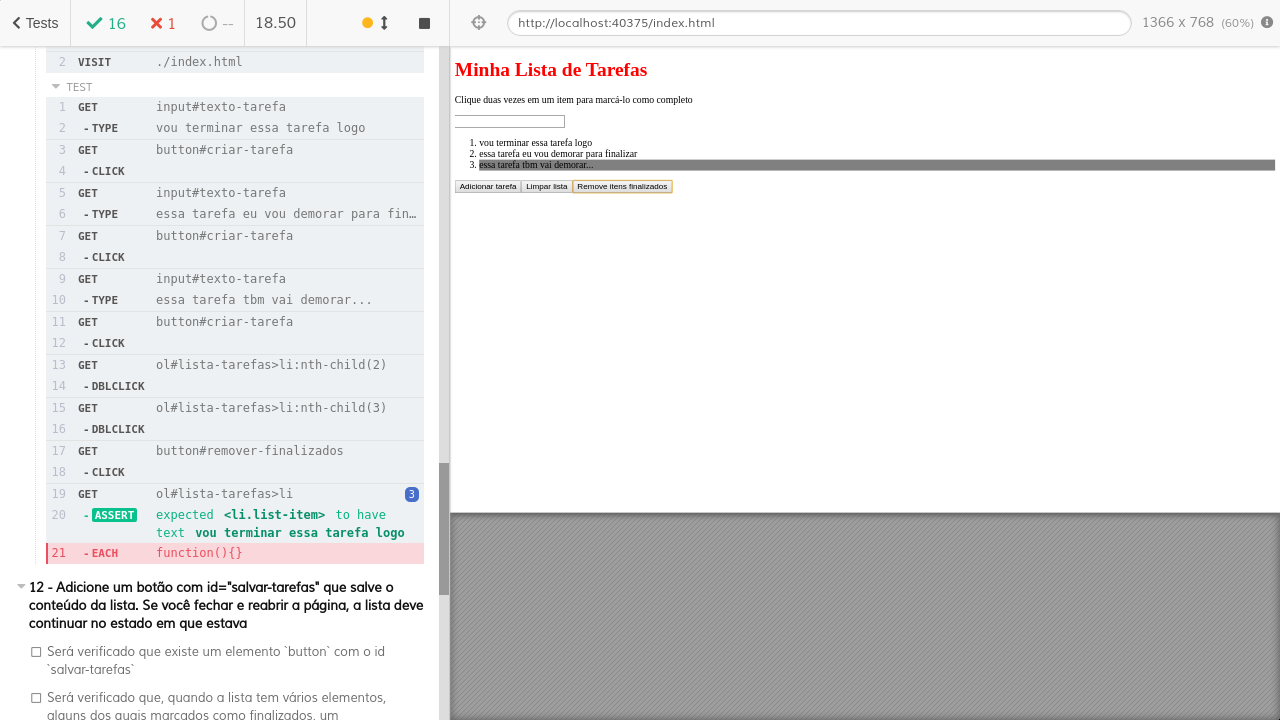 Tests
16
1
--
18.50
http://localhost:40375/index.html
1366 x 768 (60%)
2 VISIT ./index.html
TEST
1 GET input#texto-tarefa
2 - TYPE vou terminar essa tarefa logo
3 GET button#criar-tarefa
4 - CLICK
5 GET input#texto-tarefa
6 - TYPE essa tarefa eu vou demorar para fin…
7 GET button#criar-tarefa
8 - CLICK
9 GET input#texto-tarefa
10 - TYPE essa tarefa tbm vai demorar...
11 GET button#criar-tarefa
12 - CLICK
13 GET ol#lista-tarefas>li:nth-child(2)
14 - DBLCLICK
15 GET ol#lista-tarefas>li:nth-child(3)
16 - DBLCLICK
17 GET button#remover-finalizados
18 - CLICK
19 GET ol#lista-tarefas>li 3
20 - ASSERT expected <li.list-item> to have
text vou terminar essa tarefa logo
21 - EACH function(){}
12 - Adicione um botão com id="salvar-tarefas" que salve o
conteúdo da lista. Se você fechar e reabrir a página, a lista deve
continuar no estado em que estava
Será verificado que existe um elemento `button` com o id
`salvar-tarefas`
Será verificado que, quando a lista tem vários elementos,
alguns dos quais marcados como finalizados, um
Minha Lista de Tarefas
Clique duas vezes em um item para marcá-lo como completo
1. vou terminar essa tarefa logo
2. essa tarefa eu vou demorar para finalizar
3. essa tarefa tbm vai demorar...
Adicionar tarefa Limpar lista Remove itens finalizados